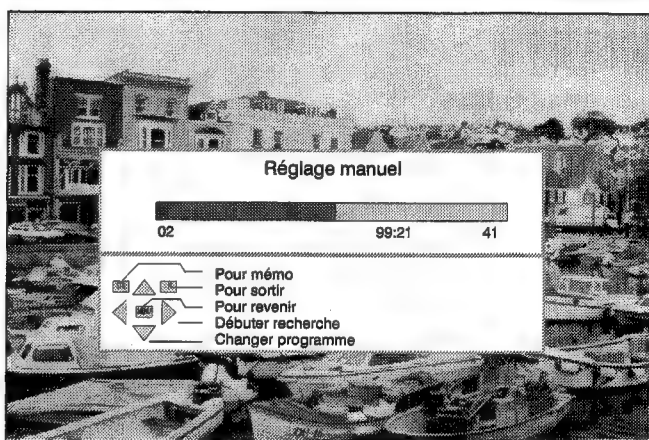 Réglage manuel
02 99:21 41
Pour mémo
Pour sortir
Pour revenir
Débuter recherche
Changer programme